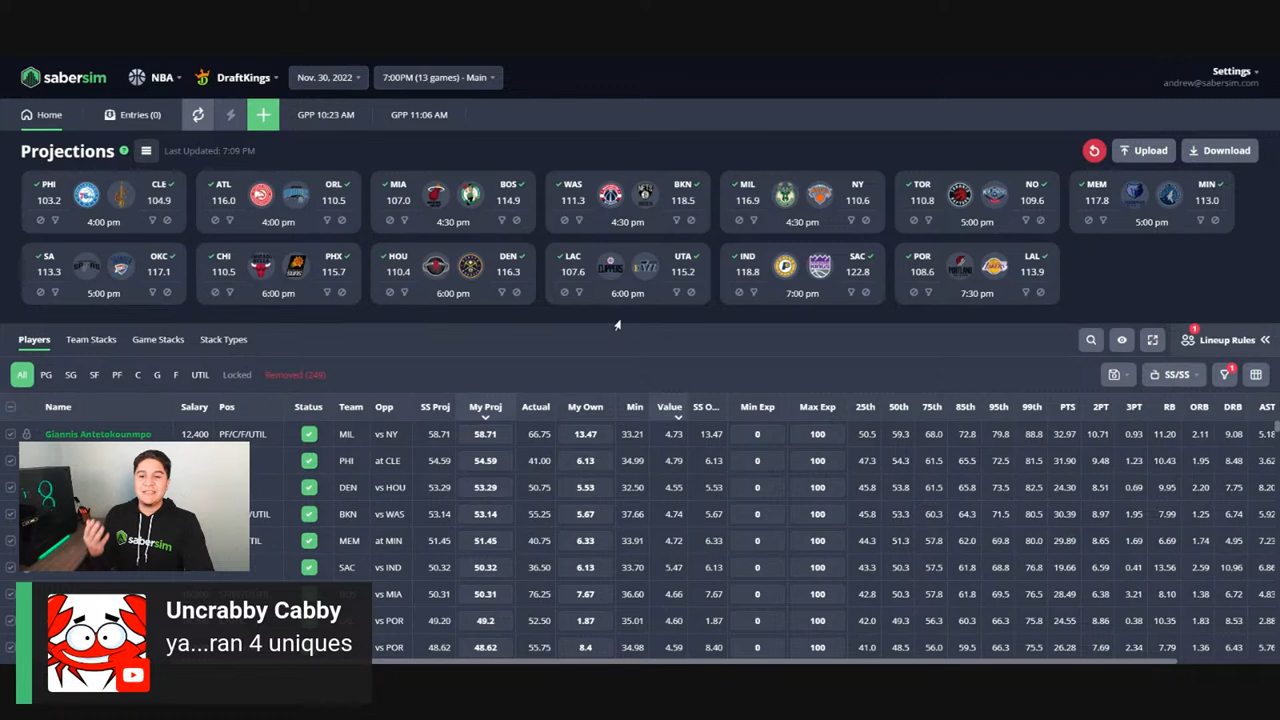 sabersim NBA DraftKings Nov. 30, 2022 7:00PM (13 games) - Main Settings
andrew@sabersim.com
Home Entries (0) GPP 10:23 AM GPP 11:06 AM
Projections Last Updated: 7:09 PM Upload Download
PHI CLE ATL ORL MIA BOS WAS BKN MIL NY TOR NO MEM MIN
103.2 104.9 116.0 110.5 107.0 114.9 111.3 118.5 116.9 110.6 110.8 109.6 117.8 113.0
4:00 pm 4:00 pm 4:30 pm 4:30 pm 4:30 pm 5:00 pm 5:00 pm
SA OKC CHI PHX HOU DEN LAC UTA IND SAC POR LAL
113.3 117.1 110.5 115.7 110.4 116.3 107.6 115.2 118.8 122.8 108.6 113.9
5:00 pm 6:00 pm 6:00 pm 6:00 pm 7:00 pm 7:30 pm
Players Team Stacks Game Stacks Stack Types 1 Lineup Rules
All PG SG SF PF C G F UTIL Locked Removed (249) SS/SS 1
Name Salary Pos Status Team Opp SS Proj My Proj Actual My Own Min Value SS O... Min Exp Max Exp 25th 50th 75th 85th 95th 99th PTS 2PT 3PT RB ORB DRB AST
Giannis Antetokounmpo 12,400 PF/C/F/UTIL MIL vs NY 58.71 58.71 66.75 13.47 33.21 4.73 13.47 0 100 50.5 59.3 68.0 72.8 79.8 88.8 32.97 10.71 0.93 11.20 2.11 9.08 5.18
PHI at CLE 54.59 54.59 41.00 6.13 34.99 4.79 6.13 0 100 47.3 54.3 61.5 65.5 72.5 81.5 31.90 9.48 1.23 10.43 1.95 8.48
DEN vs HOU 53.29 53.29 50.75 5.53 32.50 4.55 5.53 0 100 45.8 53.8 61.5 65.8 73.5 83.5 24.30 8.51 0.69 9.95 2.20 7.75
BKN vs WAS 53.14 53.14 55.25 5.67 37.66 4.74 5.67 0 100 45.8 53.0 60.3 64.3 71.5 80.5 30.39 8.97 1.95 7.99 1.25 6.74
MEM at MIN 51.45 51.45 40.75 6.33 33.91 4.72 6.33 0 100 44.3 51.3 57.8 62.0 69.0 80.0 29.89 8.65 1.69 6.69 1.74 4.95
SAC vs IND 50.32 50.32 36.50 6.13 33.70 5.47 6.13 0 100 43.3 50.3 57.5 61.8 68.8 76.8 19.66 6.59 0.41 13.56 2.59 10.96
vs MIA 50.31 50.31 76.25 7.67 36.60 4.66 7.67 0 100 42.8 50.0 57.8 61.8 68.5 77.5 28.49 6.21 3.38 8.10 1.38 6.72
vs POR 49.20 49.2 52.50 1.87 35.01 4.60 1.87 0 100 42.0 49.0 56.3 60.3 66.3 74.3 24.86 8.85 0.38 10.35 1.83 8.53
vs POR 48.62 48.62 55.75 8.4 34.98 4.59 8.40 0 100 41.0 48.5 56.0 59.0 66.3 75.3 26.28 7.69 2.34 7.79 1.36 6.43
sabersim
Uncrabby Cabby
ya...ran 4 uniques